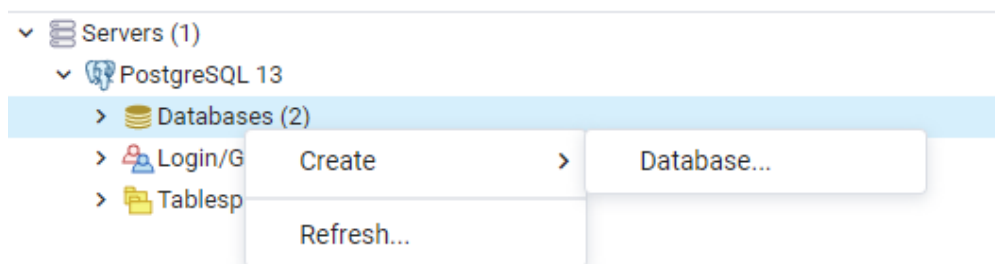 Servers (1)
PostgreSQL 13
Databases (2)
Login/G
Create
Database...
Tablesp
Refresh...